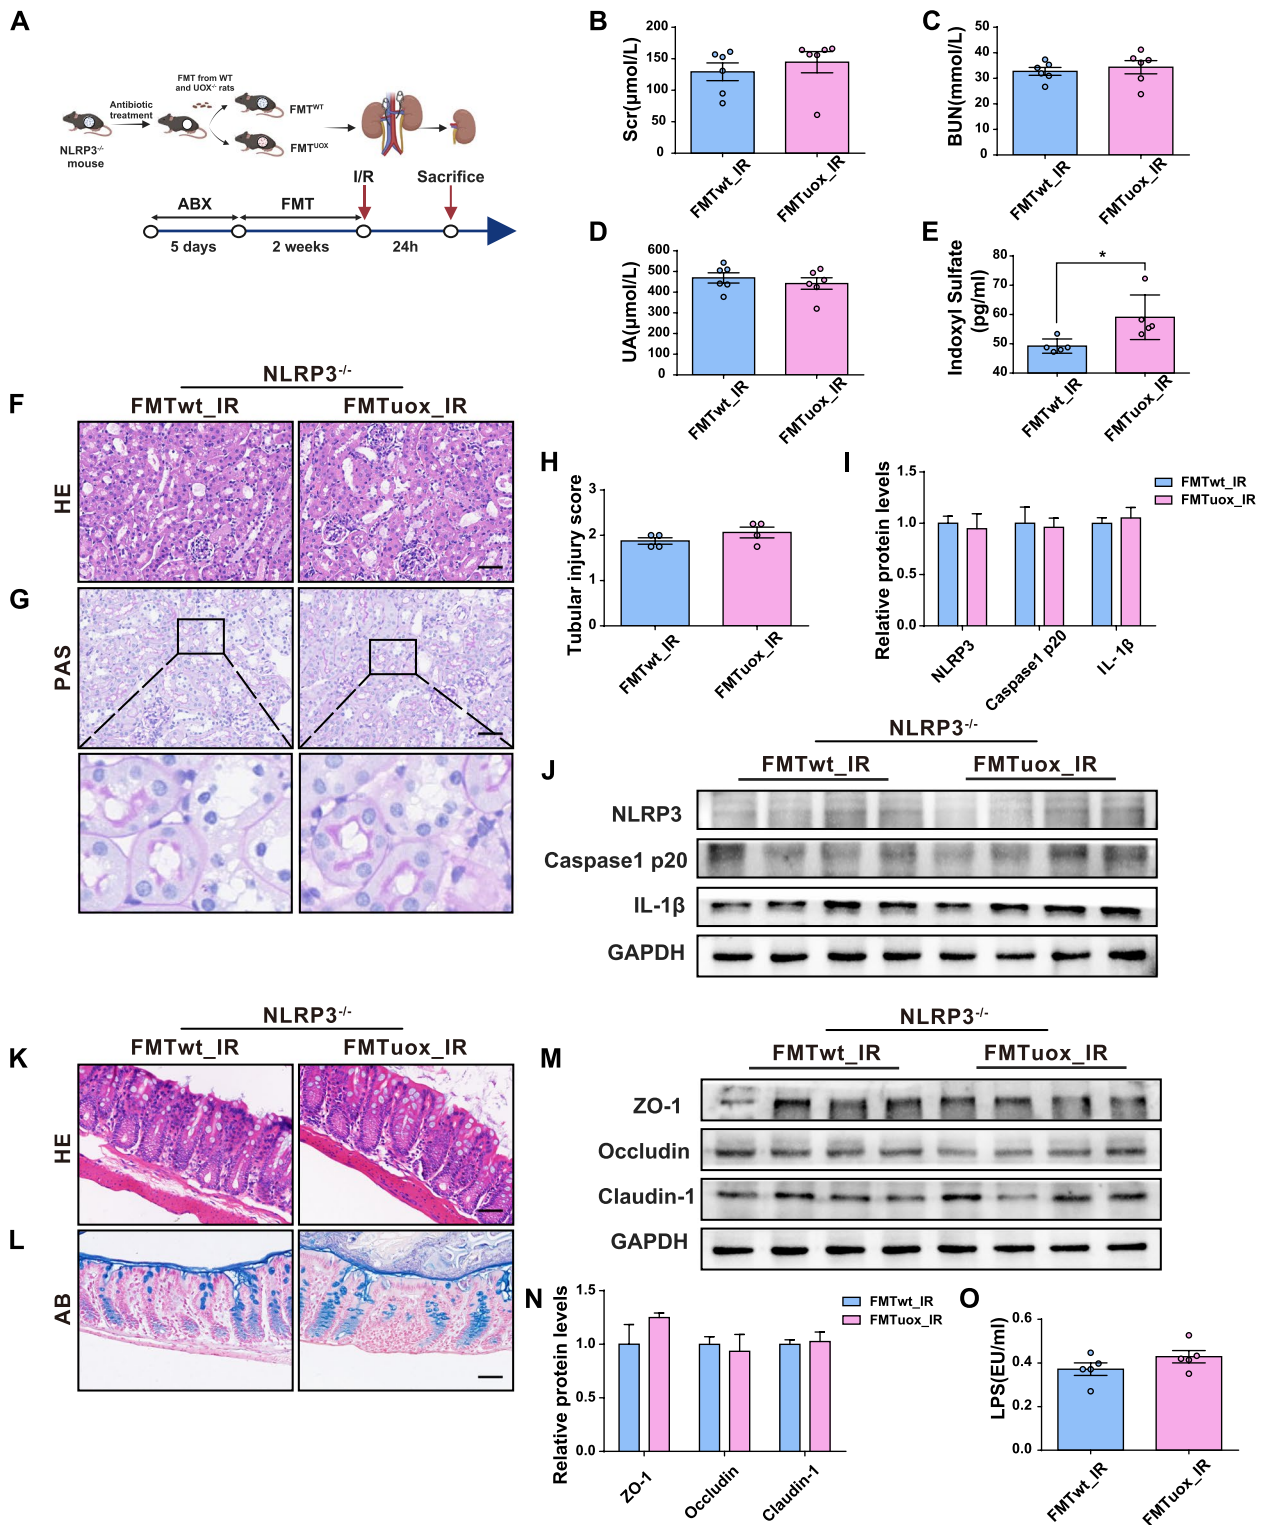 A
FMT from WT
and UOX-/- rats
Antibiotic
treatment
FMTWT
FMTUOX
NLRP3-/-
mouse
I/R
Sacrifice
ABX
FMT
5 days
2 weeks
24h
B
Scr(μmol/L)
200
150
100
50
0
FMTwt_IR
FMTuox_IR
C
BUN(mmol/L)
50
40
30
20
10
0
FMTwt_IR
FMTuox_IR
D
UA(μmol/L)
600
500
400
300
200
100
0
FMTwt_IR
FMTuox_IR
E
Indoxyl Sulfate
(pg/ml)
80
70
60
50
40
*
FMTwt_IR
FMTuox_IR
NLRP3-/-
FMTwt_IR
FMTuox_IR
F
HE
G
PAS
H
Tubular injury score
3
2
1
0
FMTwt_IR
FMTuox_IR
I
Relative protein levels
1.5
1.0
0.5
0.0
NLRP3
Caspase1 p20
IL-1β
FMTwt_IR
FMTuox_IR
J
NLRP3-/-
FMTwt_IR
FMTuox_IR
NLRP3
Caspase1 p20
IL-1β
GAPDH
NLRP3-/-
FMTwt_IR
FMTuox_IR
K
HE
L
AB
M
NLRP3-/-
FMTwt_IR
FMTuox_IR
ZO-1
Occludin
Claudin-1
GAPDH
N
Relative protein levels
1.5
1.0
0.5
0.0
ZO-1
Occludin
Claudin-1
FMTwt_IR
FMTuox_IR
O
LPS(EU/ml)
0.6
0.4
0.2
0.0
FMTwt_IR
FMTuox_IR